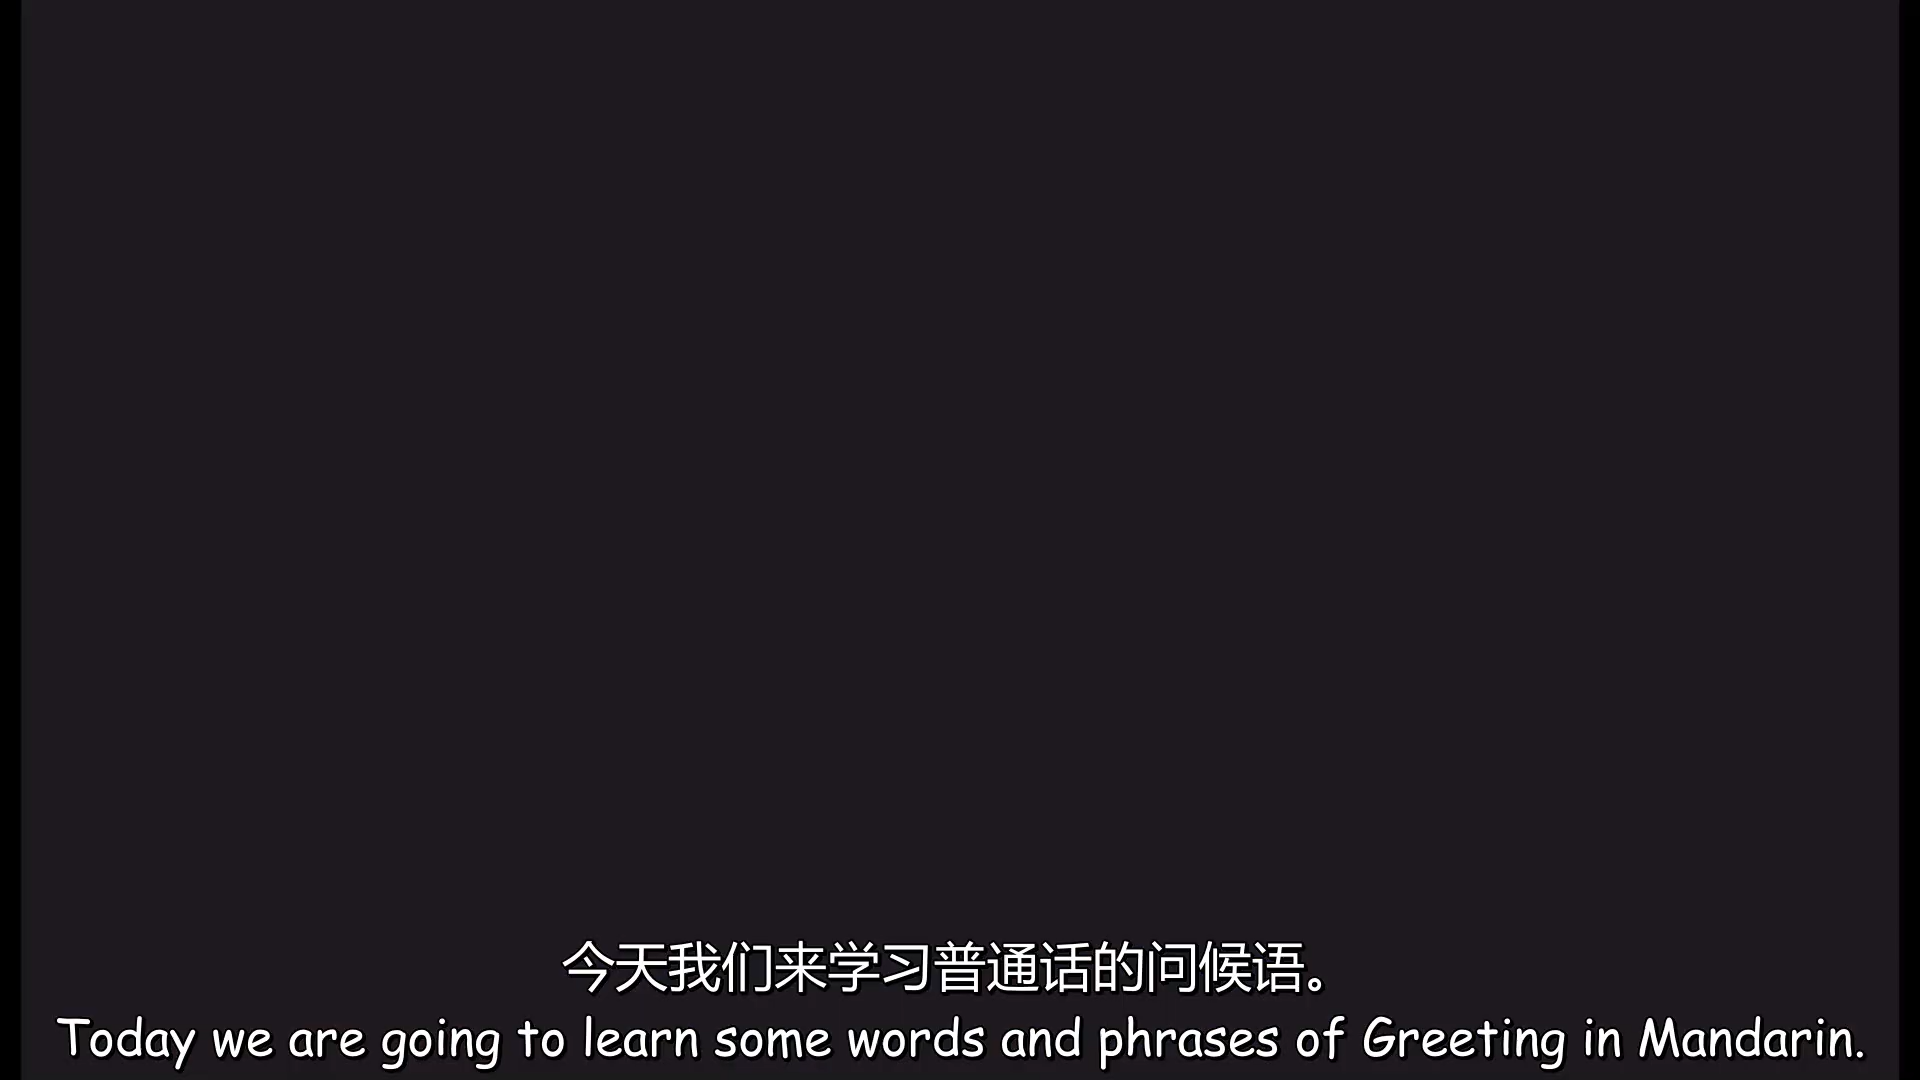 今天我们来学习普通话的问候语。
Today we are going to learn some words and phrases of Greeting in Mandarin.